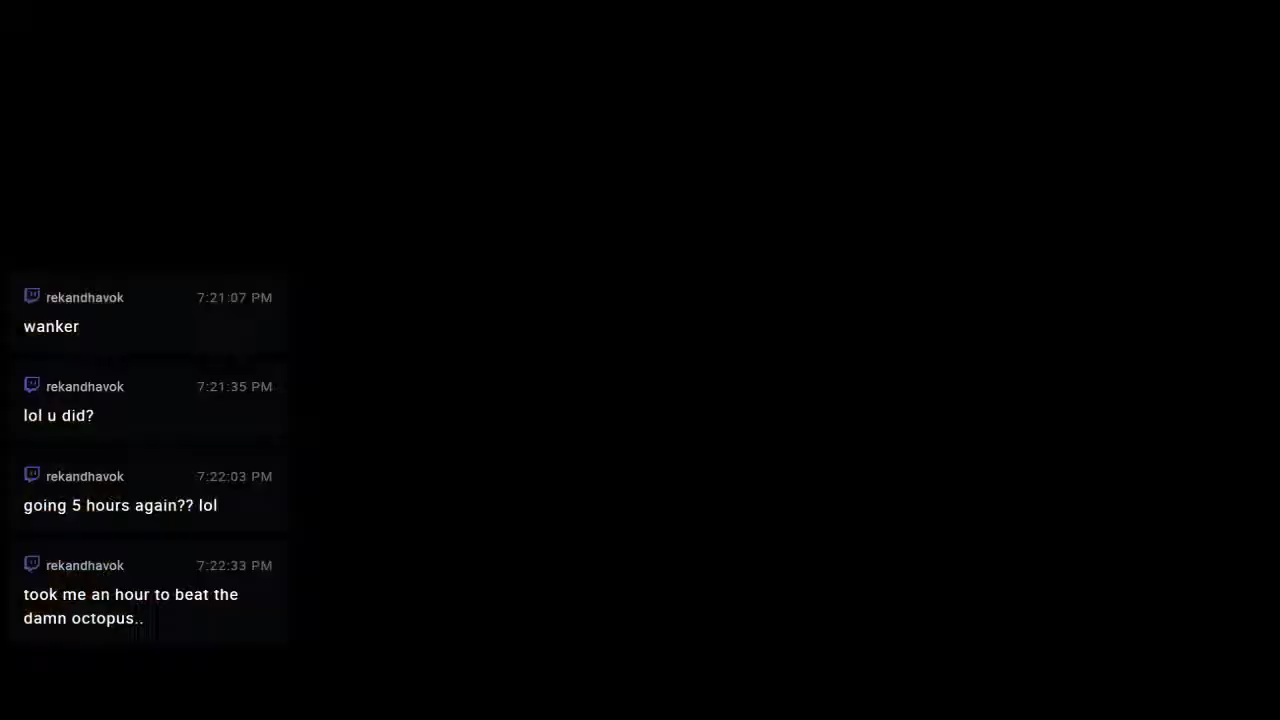 rekandhavok 7:21:07 PM
wanker
rekandhavok 7:21:35 PM
lol u did?
rekandhavok 7:22:03 PM
going 5 hours again?? lol
rekandhavok 7:22:33 PM
took me an hour to beat the
damn octopus..